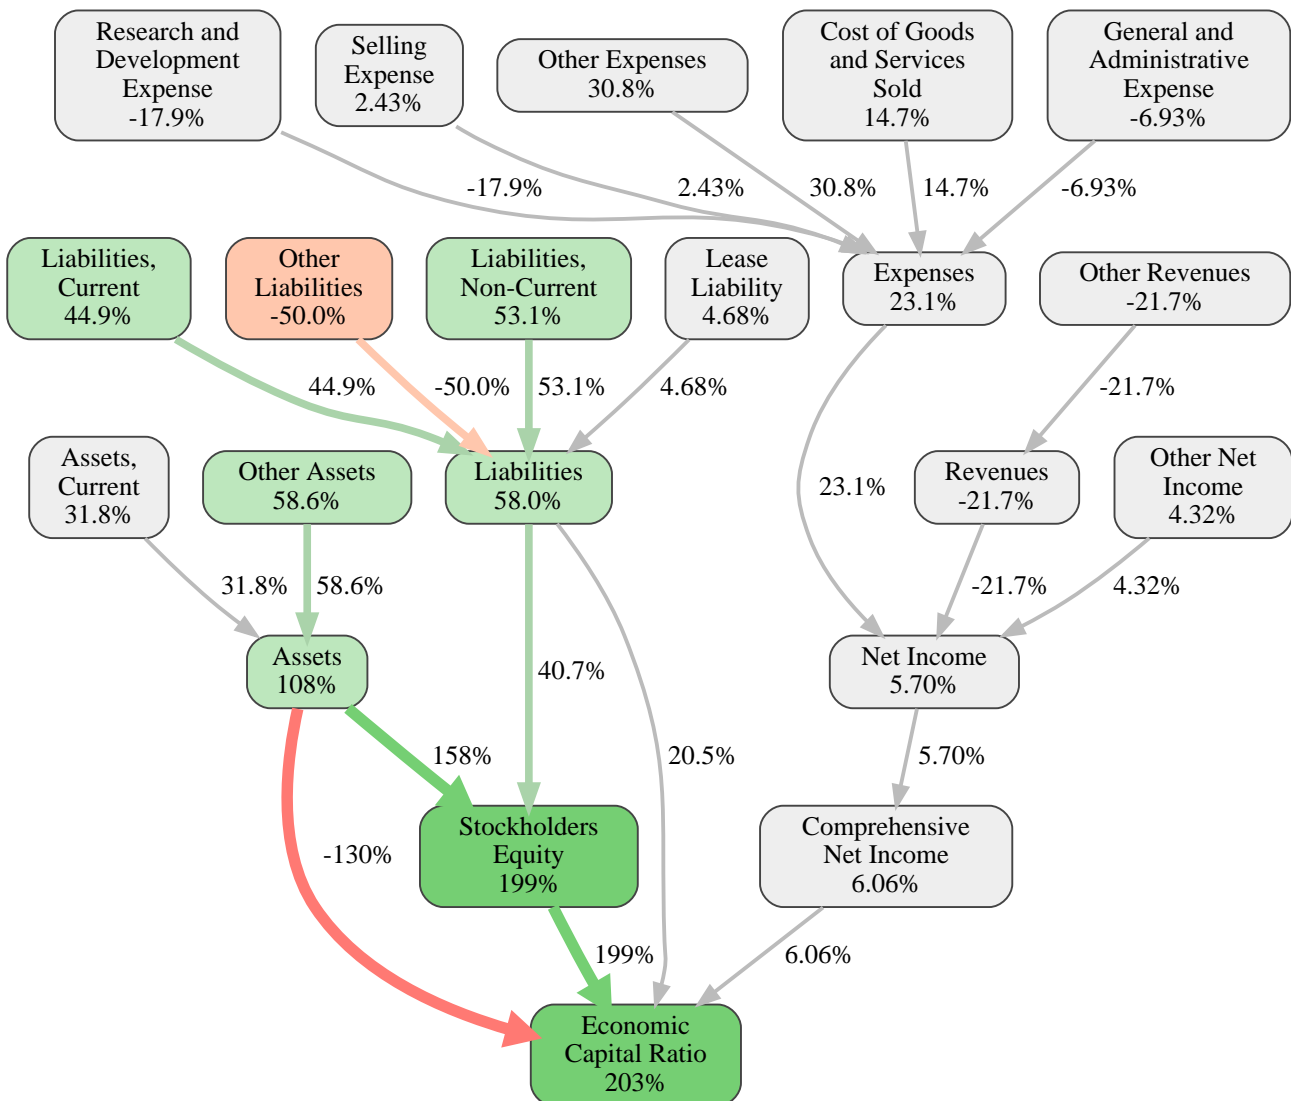 Research and
Development
Expense
-17.9%
Selling
Expense
2.43%
Other Expenses
30.8%
Cost of Goods
and Services
Sold
14.7%
General and
Administrative
Expense
-6.93%
-17.9%
2.43%
30.8%
14.7%
-6.93%
Liabilities,
Current
44.9%
Other
Liabilities
-50.0%
Liabilities,
Non-Current
53.1%
Lease
Liability
4.68%
Expenses
23.1%
Other Revenues
-21.7%
44.9%
-50.0%
53.1%
4.68%
-21.7%
Assets,
Current
31.8%
Other Assets
58.6%
Liabilities
58.0%
23.1%
Revenues
-21.7%
Other Net
Income
4.32%
31.8%
58.6%
-21.7%
4.32%
Assets
108%
40.7%
Net Income
5.70%
158%
20.5%
5.70%
-130%
Stockholders
Equity
199%
Comprehensive
Net Income
6.06%
199%
6.06%
Economic
Capital Ratio
203%